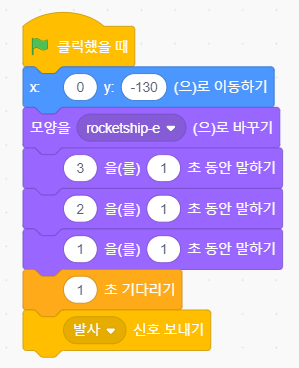 클릭했을 때
x: 0 y: -130 (으)로 이동하기
모양을 rocketship-e (으)로 바꾸기
3 을(를) 1 초 동안 말하기
2 을(를) 1 초 동안 말하기
1 을(를) 1 초 동안 말하기
1 초 기다리기
발사 신호 보내기